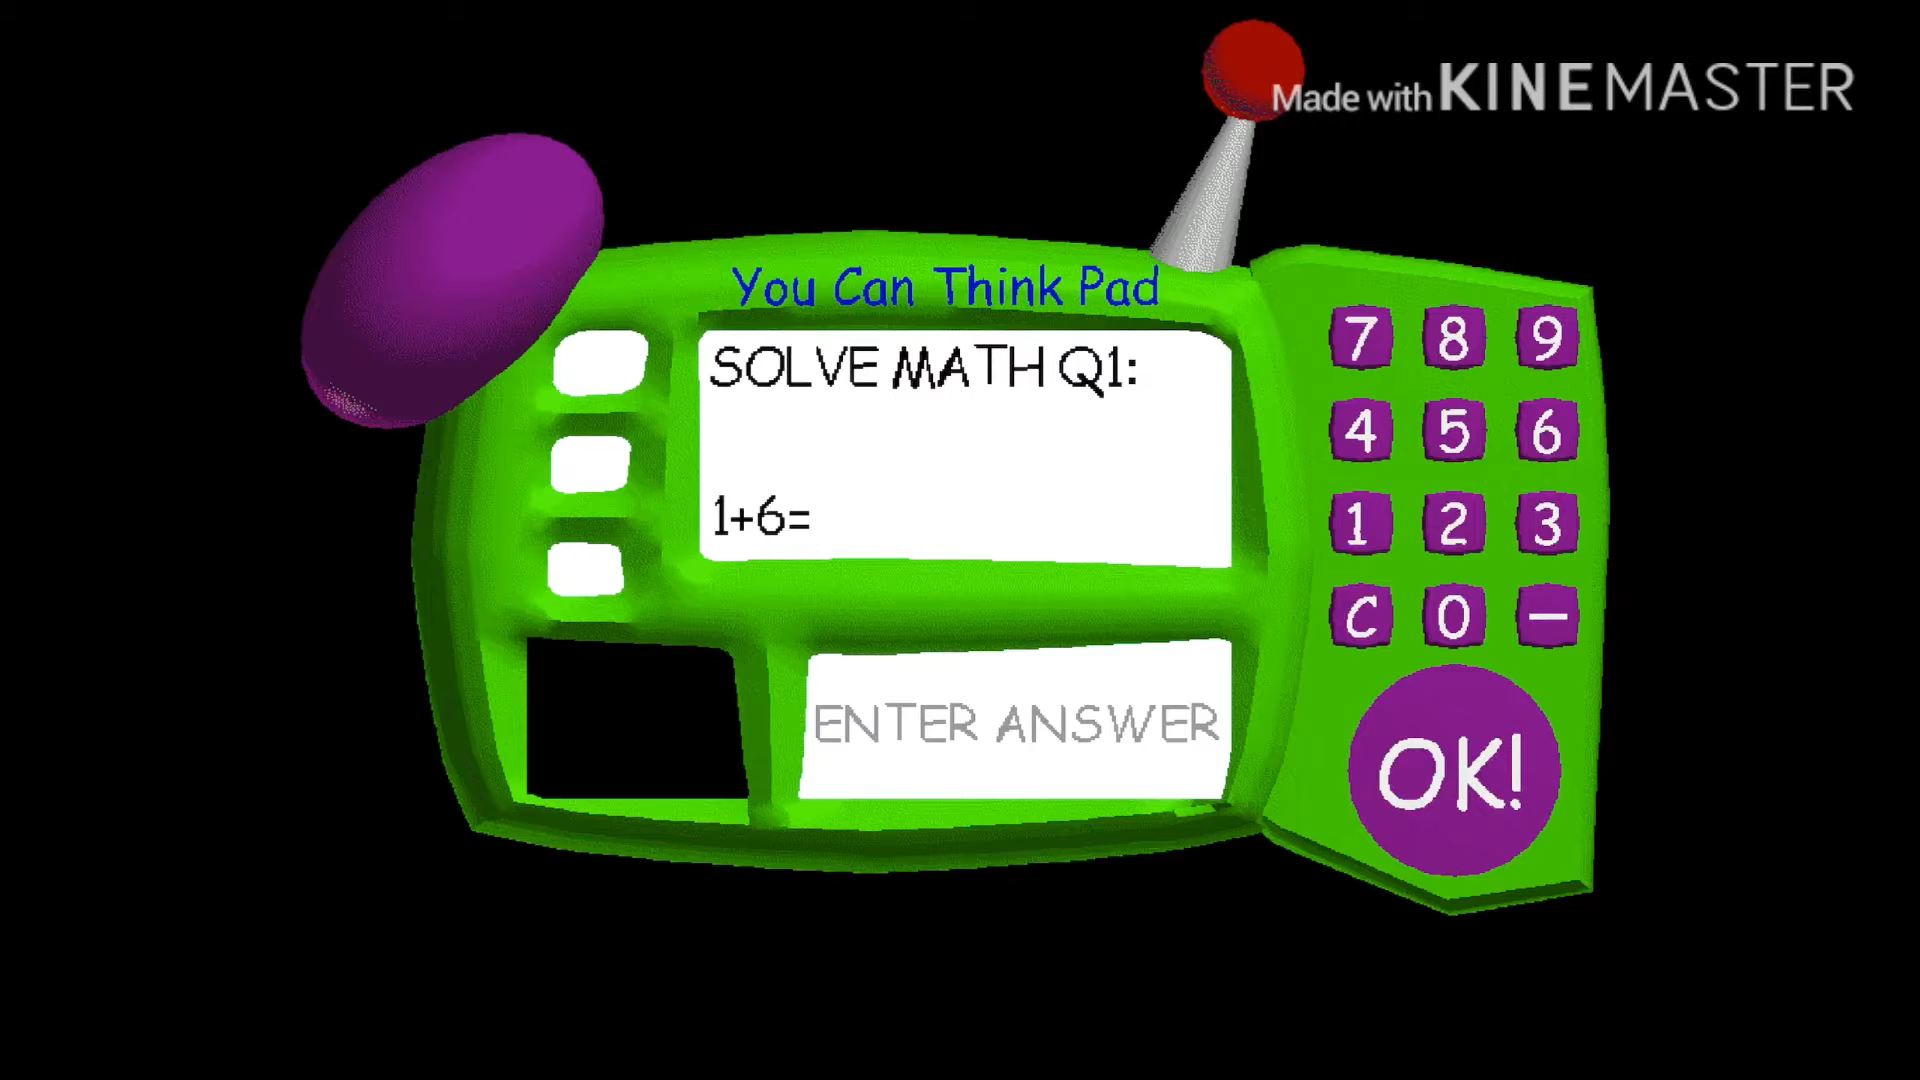 Made with KINEMASTER
You Can Think Pad
SOLVE MATH Q1:
1+6=
7 8 9
4 5 6
1 2 3
C 0 –
ENTER ANSWER
OK!